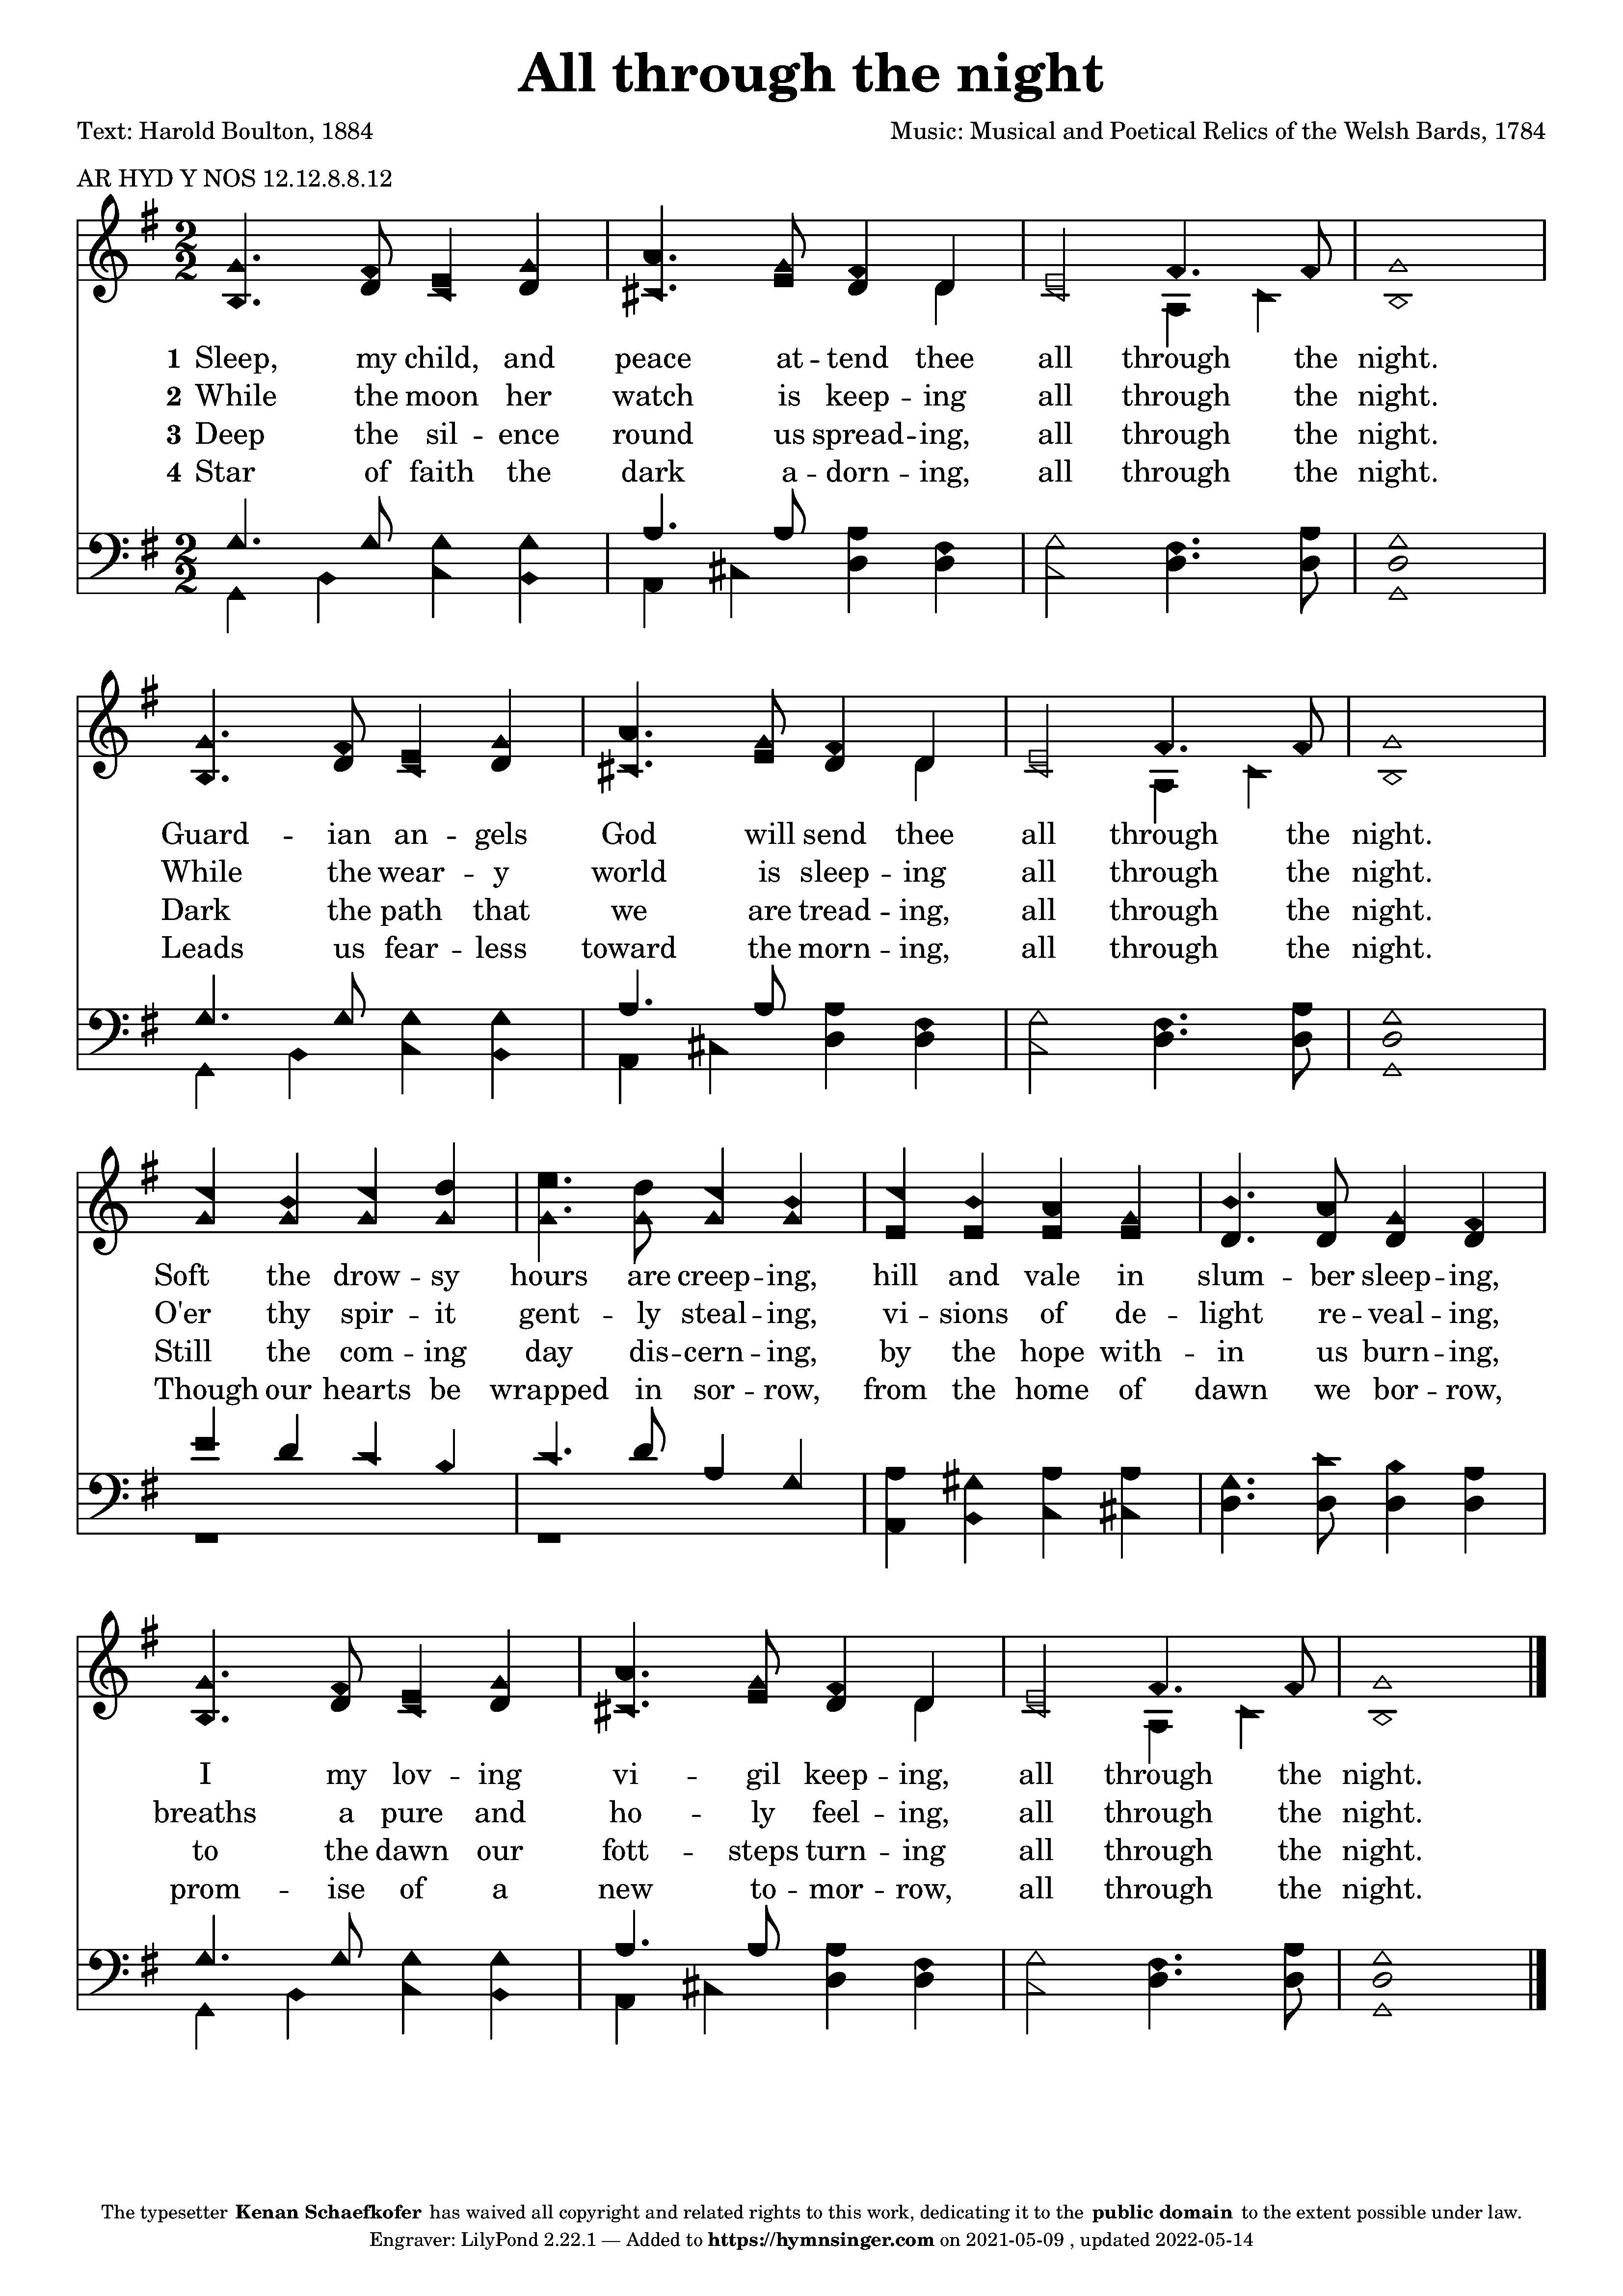 All through the night
Text: Harold Boulton, 1884
Music: Musical and Poetical Relics of the Welsh Bards, 1784
AR HYD Y NOS 12.12.8.8.12
1 Sleep, my child, and peace at -- tend thee all through the night.
2 While the moon her watch is keep -- ing all through the night.
3 Deep the sil -- ence round us spread -- ing, all through the night.
4 Star of faith the dark a -- dorn -- ing, all through the night.
Guard -- ian an -- gels God will send thee all through the night.
While the wear -- y world is sleep -- ing all through the night.
Dark the path that we are tread -- ing, all through the night.
Leads us fear -- less toward the morn -- ing, all through the night.
Soft the drow -- sy hours are creep -- ing, hill and vale in slum -- ber sleep -- ing,
O'er thy spir -- it gent -- ly steal -- ing, vi -- sions of de -- light re -- veal -- ing,
Still the com -- ing day dis -- cern -- ing, by the hope with -- in us burn -- ing,
Though our hearts be wrapped in sor -- row, from the home of dawn we bor -- row,
I my lov -- ing vi -- gil keep -- ing, all through the night.
breaths a pure and ho -- ly feel -- ing, all through the night.
to the dawn our fott -- steps turn -- ing all through the night.
prom -- ise of a new to -- mor -- row, all through the night.
The typesetter Kenan Schaefkofer has waived all copyright and related rights to this work, dedicating it to the public domain to the extent possible under law.
Engraver: LilyPond 2.22.1 — Added to https://hymnsinger.com on 2021-05-09 , updated 2022-05-14